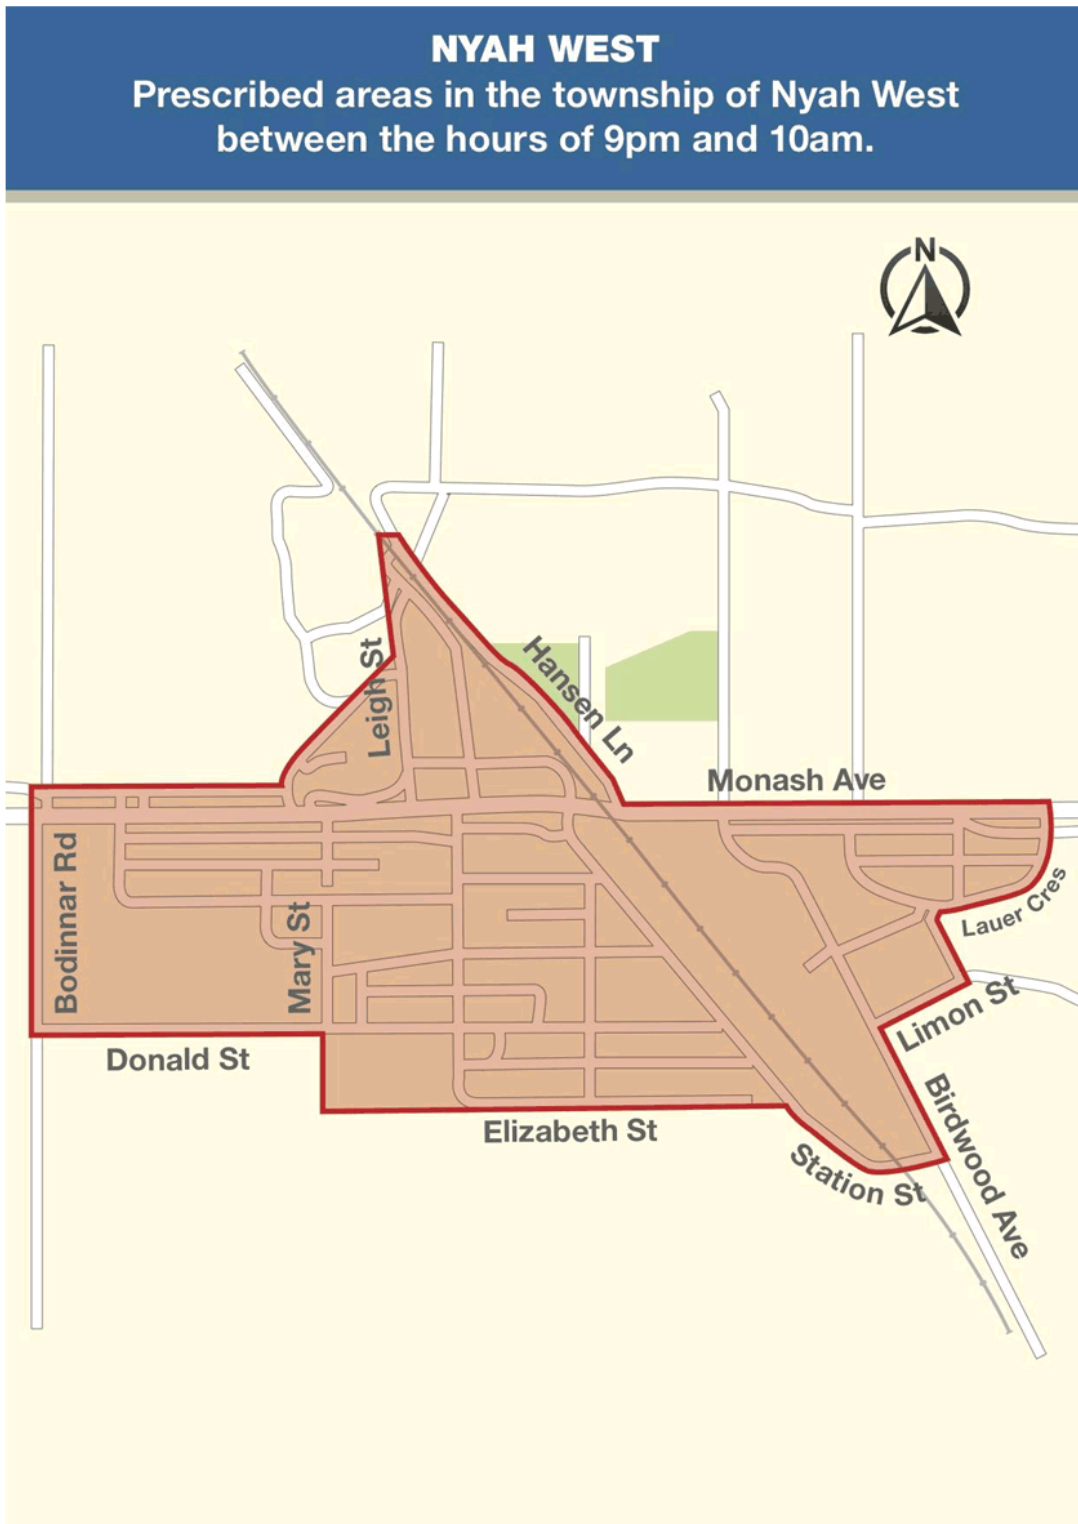 NYAH WEST
Prescribed areas in the township of Nyah West
between the hours of 9pm and 10am.
N
Hansen Ln
Leigh St
Monash Ave
Bodinnar Rd
Mary St
Lauer Cres
Limon St
Donald St
Elizabeth St
Birdwood Ave
Station St